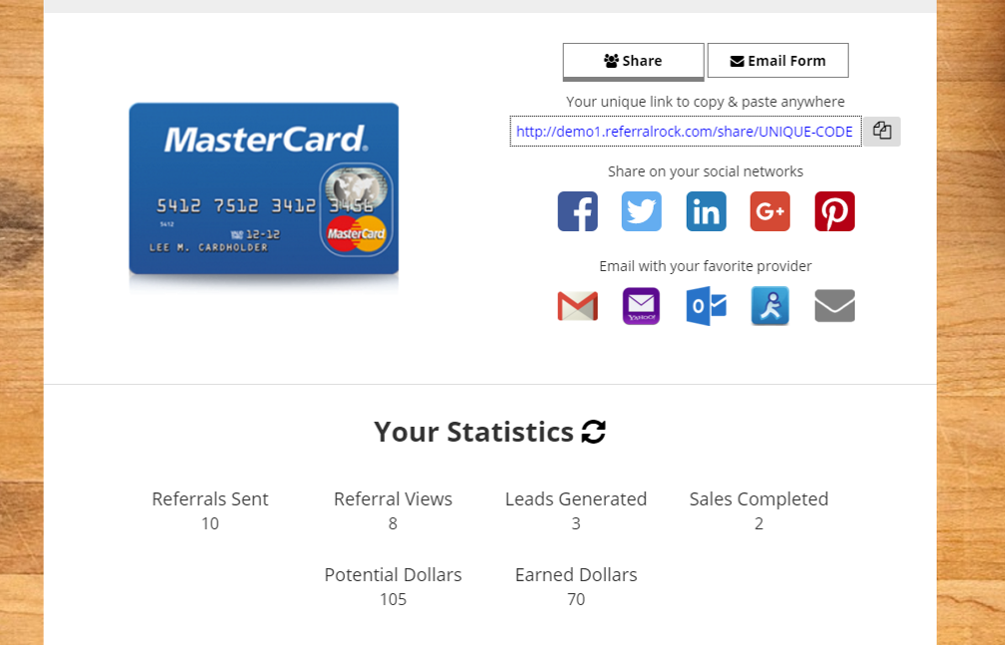 Share
Email Form
Your unique link to copy & paste anywhere
http://demo1.referralrock.com/share/UNIQUE-CODE
Share on your social networks
f
in
G+
Email with your favorite provider
YAHOO!
O
MasterCard
5412 7512 3412 3456
5412
12-12
LEE M. CARDHOLDER
MasterCard
Your Statistics
Referrals Sent
10
Referral Views
8
Leads Generated
3
Sales Completed
2
Potential Dollars
105
Earned Dollars
70